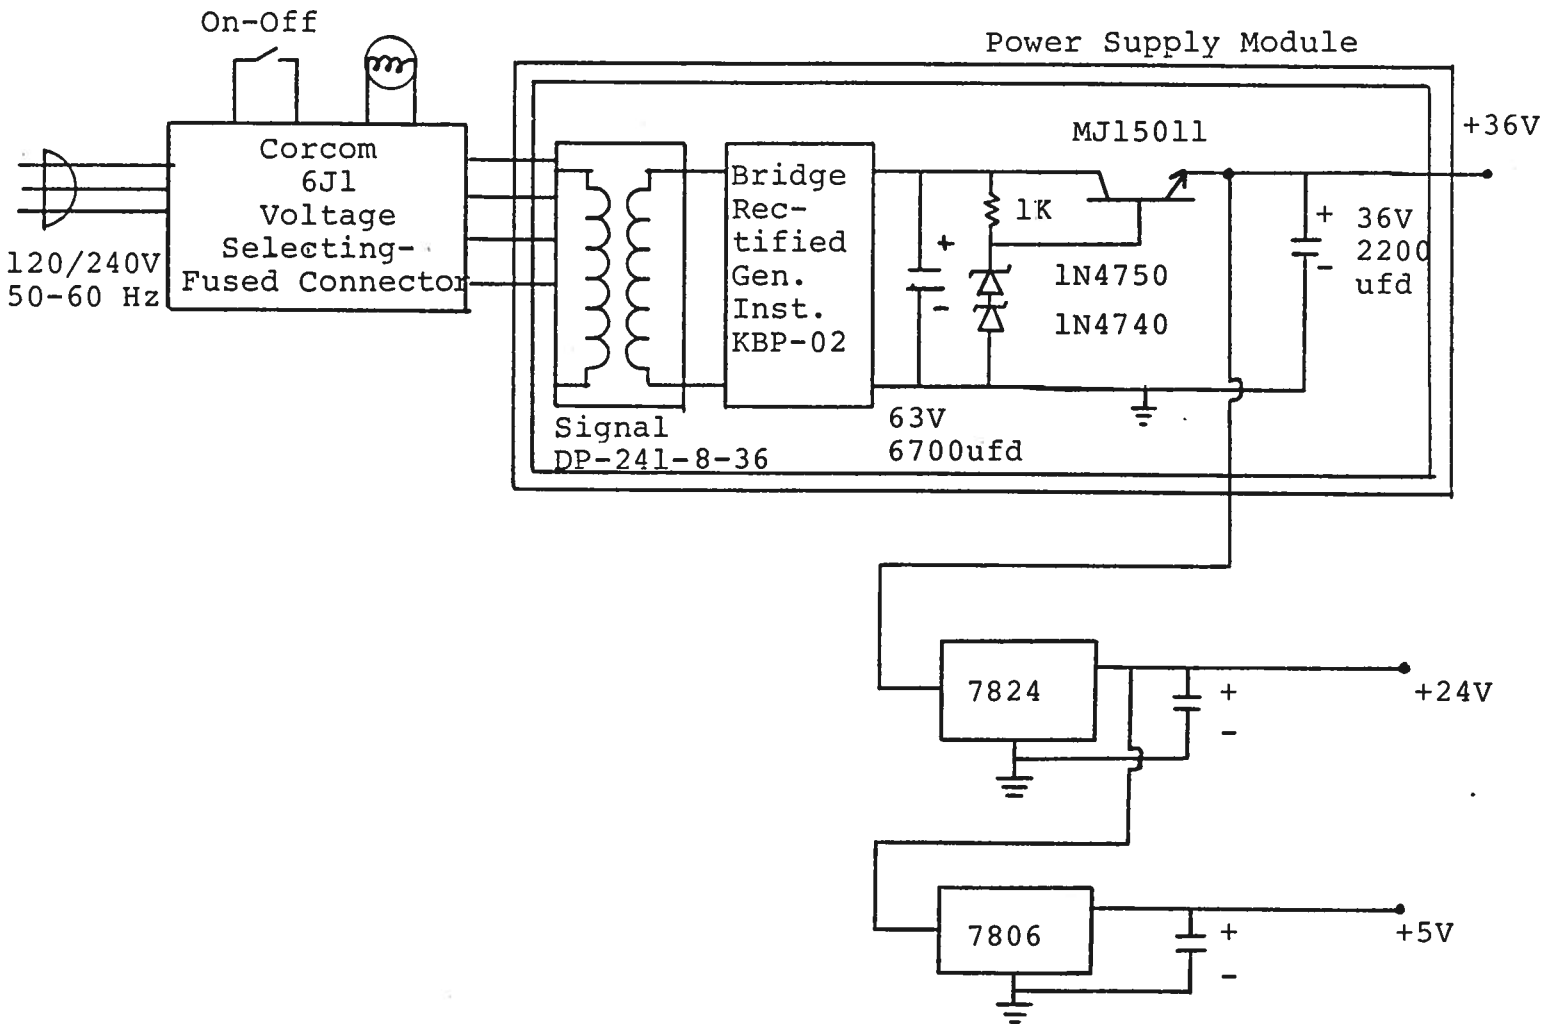 On-Off
Power Supply Module
Corcom
6J1
Voltage
Selecting-
Fused Connector
120/240V
50-60 Hz
Signal
DP-241-8-36
Bridge
Rec-
tified
Gen.
Inst.
KBP-02
MJ15011
1K
+
-
1N4750
1N4740
63V
6700ufd
+
-
36V
2200
ufd
+36V
7824
+
-
+24V
7806
+
-
+5V